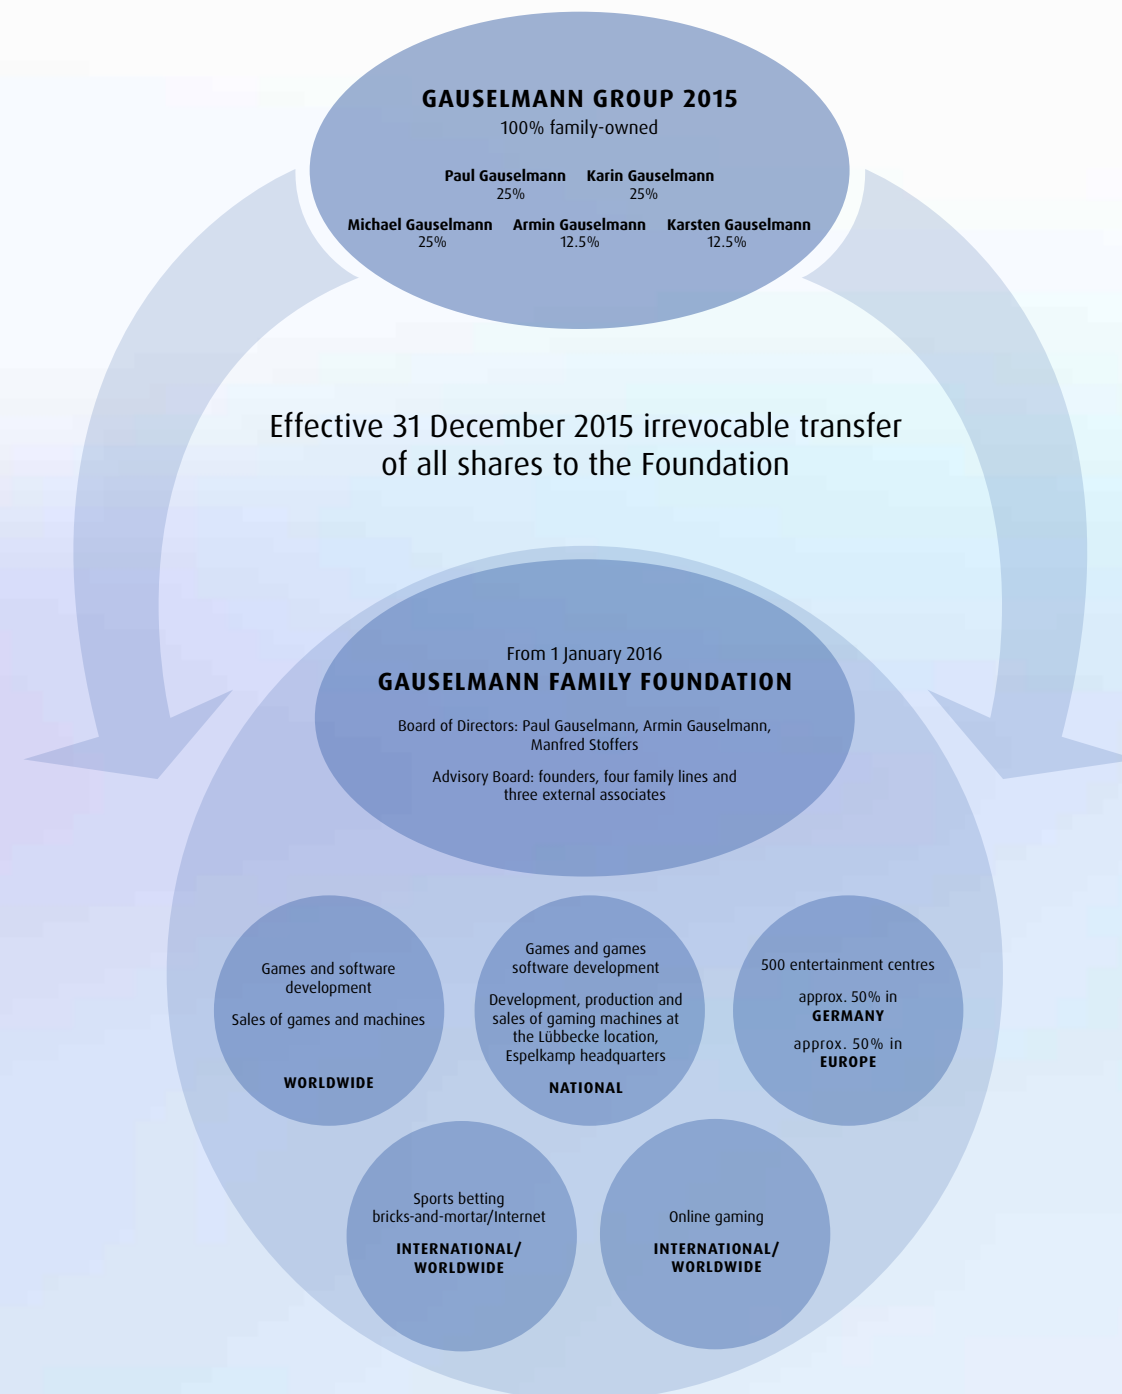 GAUSELMANN GROUP 2015
100% family-owned
Paul Gauselmann Karin Gauselmann
25% 25%
Michael Gauselmann Armin Gauselmann Karsten Gauselmann
25% 12.5% 12.5%
Effective 31 December 2015 irrevocable transfer
of all shares to the Foundation
From 1 January 2016
GAUSELMANN FAMILY FOUNDATION
Board of Directors: Paul Gauselmann, Armin Gauselmann,
Manfred Stoffers
Advisory Board: founders, four family lines and
three external associates
Games and software
development
Sales of games and machines
WORLDWIDE
Games and games
software development
Development, production and
sales of gaming machines at
the Lübbecke location,
Espelkamp headquarters
NATIONAL
500 entertainment centres
approx. 50% in
GERMANY
approx. 50% in
EUROPE
Sports betting
bricks-and-mortar/Internet
INTERNATIONAL/
WORLDWIDE
Online gaming
INTERNATIONAL/
WORLDWIDE